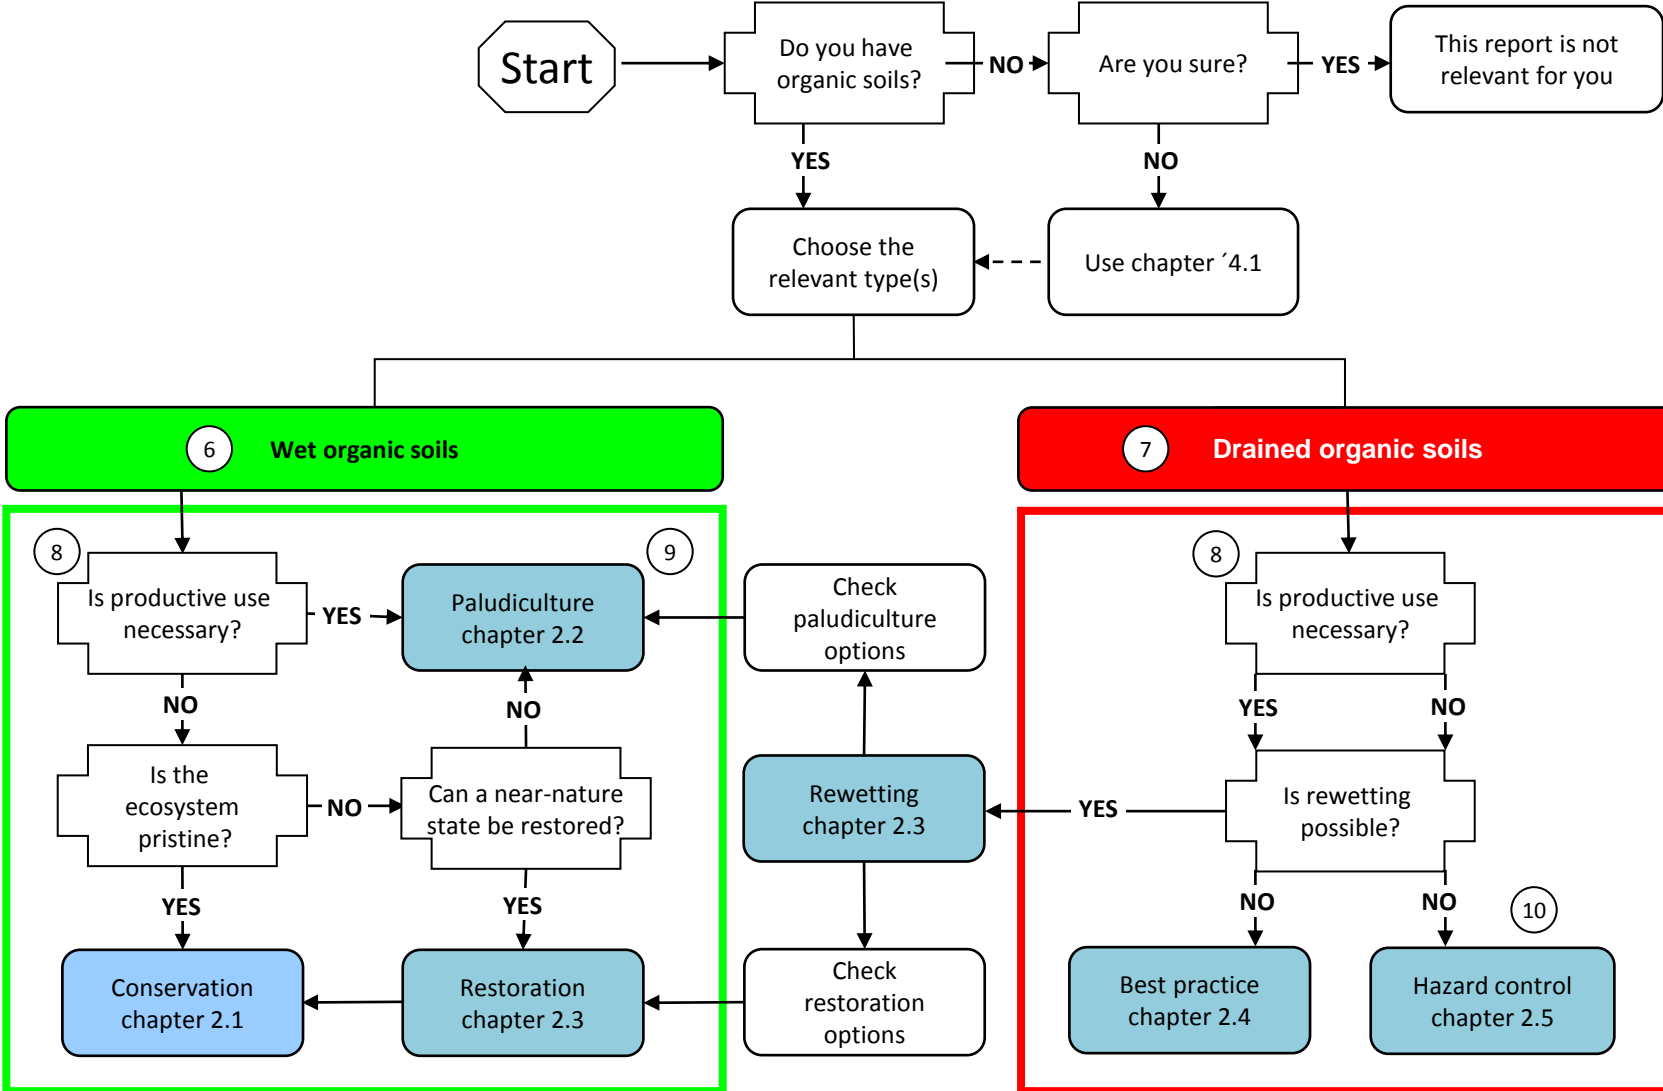 Start
Do you have
organic soils?
NO
Are you sure?
YES
This report is not
relevant for you
YES
NO
Choose the
relevant type(s)
Use chapter ´4.1
6
Wet organic soils
7
Drained organic soils
8
Is productive use
necessary?
YES
Paludiculture
chapter 2.2
9
Check
paludiculture
options
8
Is productive use
necessary?
NO
NO
YES
NO
Is the
ecosystem
pristine?
NO
Can a near-nature
state be restored?
Rewetting
chapter 2.3
YES
Is rewetting
possible?
YES
YES
NO
NO
10
Conservation
chapter 2.1
Restoration
chapter 2.3
Check
restoration
options
Best practice
chapter 2.4
Hazard control
chapter 2.5